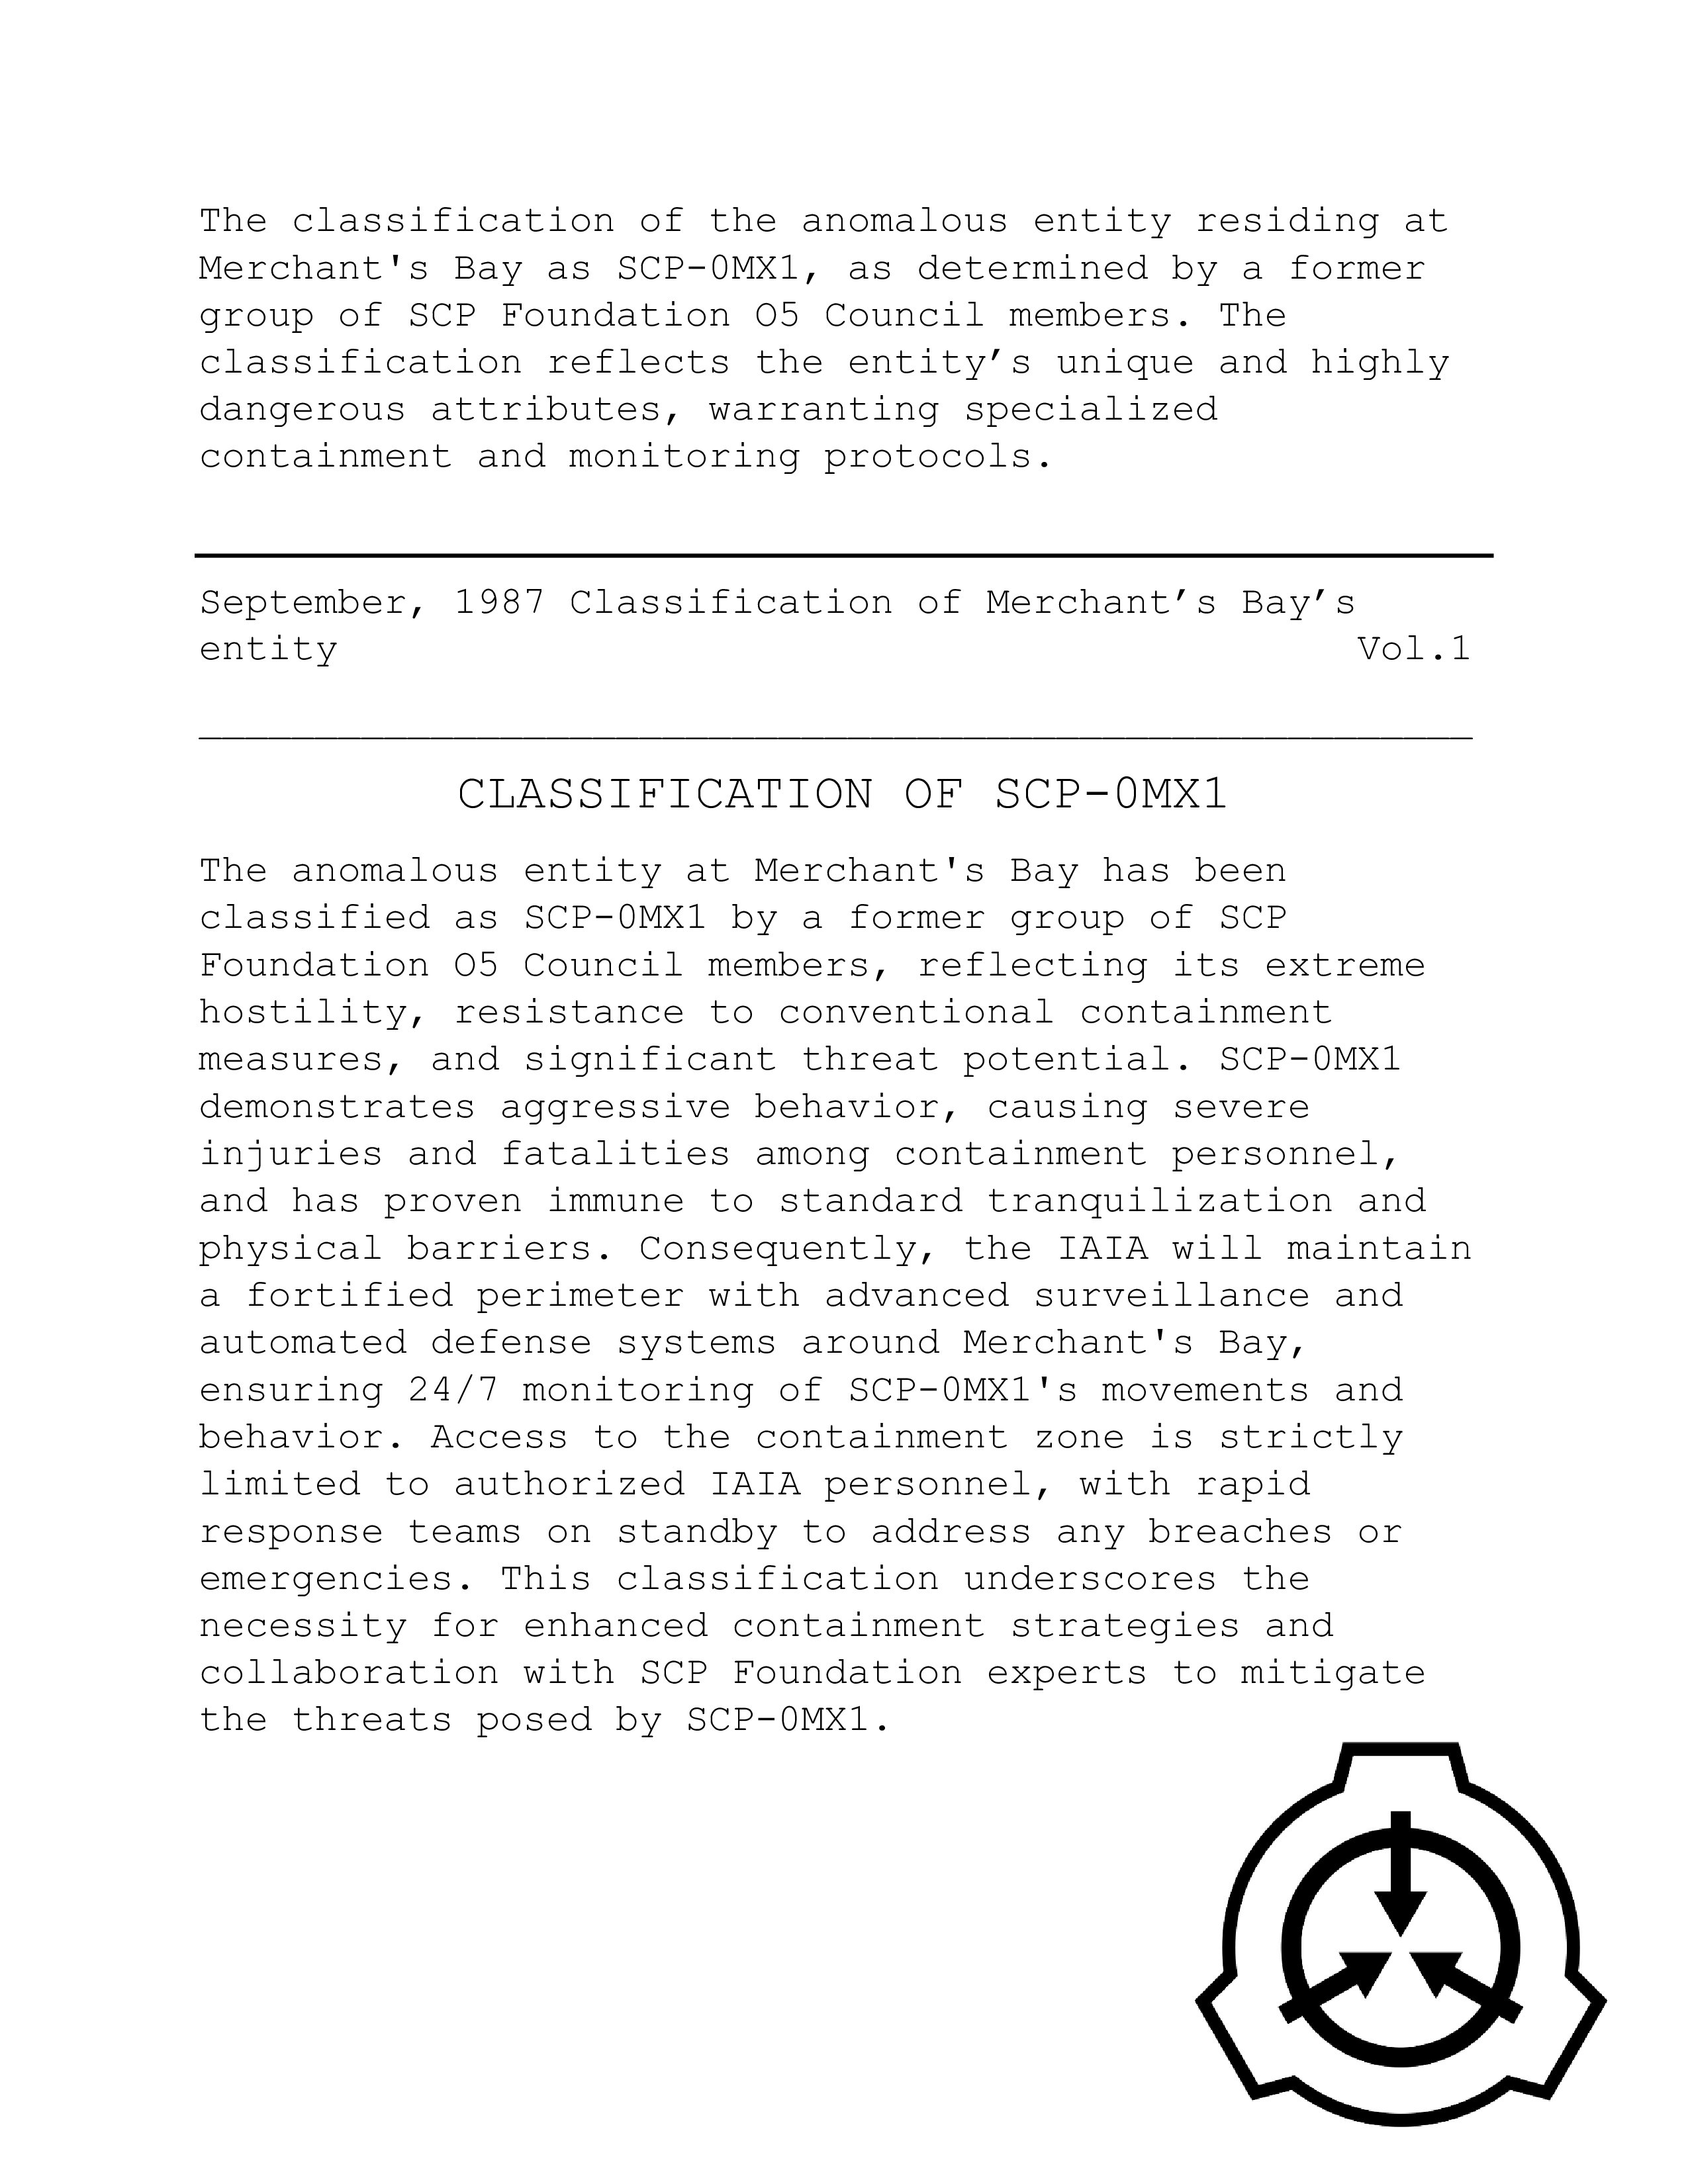 The classification of the anomalous entity residing at
Merchant's Bay as SCP-0MX1, as determined by a former
group of SCP Foundation O5 Council members. The
classification reflects the entity’s unique and highly
dangerous attributes, warranting specialized
containment and monitoring protocols.
September, 1987 Classification of Merchant’s Bay’s
entity Vol.1
CLASSIFICATION OF SCP-0MX1
The anomalous entity at Merchant's Bay has been
classified as SCP-0MX1 by a former group of SCP
Foundation O5 Council members, reflecting its extreme
hostility, resistance to conventional containment
measures, and significant threat potential. SCP-0MX1
demonstrates aggressive behavior, causing severe
injuries and fatalities among containment personnel,
and has proven immune to standard tranquilization and
physical barriers. Consequently, the IAIA will maintain
a fortified perimeter with advanced surveillance and
automated defense systems around Merchant's Bay,
ensuring 24/7 monitoring of SCP-0MX1's movements and
behavior. Access to the containment zone is strictly
limited to authorized IAIA personnel, with rapid
response teams on standby to address any breaches or
emergencies. This classification underscores the
necessity for enhanced containment strategies and
collaboration with SCP Foundation experts to mitigate
the threats posed by SCP-0MX1.